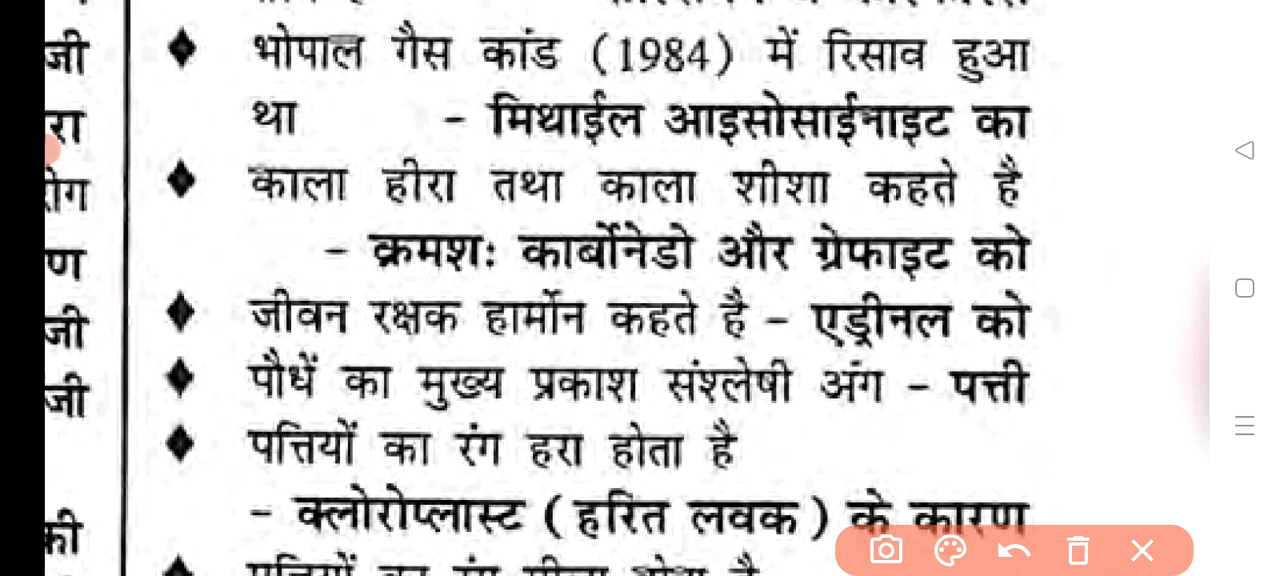 जी
रा
ोग
ण
जी
जी
की
♦ भोपाल गैस कांड (1984) में रिसाव हुआ
था - मिथाईल आइसोसाईनाइट का
♦ काला हीरा तथा काला शीशा कहते है
- क्रमशः कार्बोनेडो और ग्रेफाइट को
♦ जीवन रक्षक हार्मोन कहते है - एड्रीनल को
♦ पौधें का मुख्य प्रकाश संश्लेषी अंग - पत्ती
♦ पत्तियों का रंग हरा होता है
- क्लोरोप्लास्ट (हरित लवक) के कारण